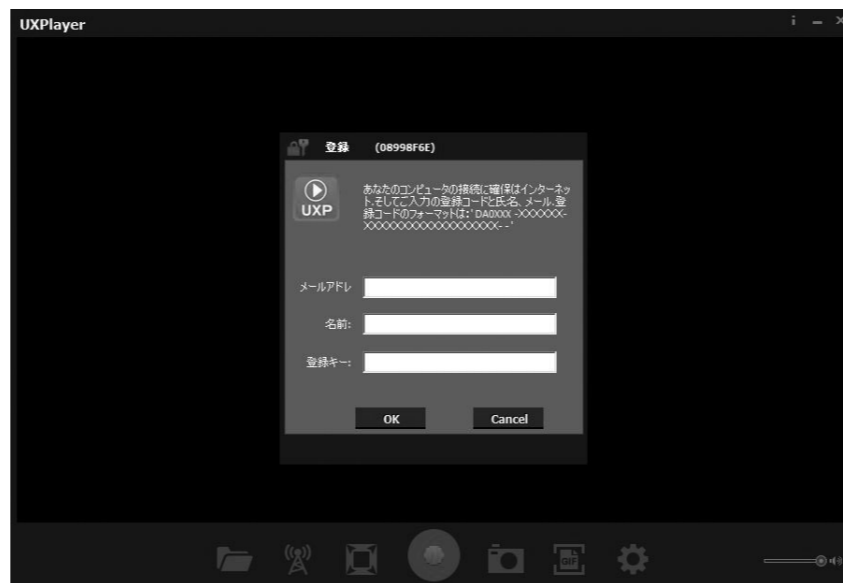 UXPlayer
登録 (08998F6E)
UXP
あなたのコンピュータの接続に確保はインターネッ
ト.そしてご入力の登録コードと氏名、メール.登
録コードのフォーマットは:'DA0XXX -XXXXXX-
XXXXXXXXXXXXXXXXXXX--'
メールアドレ
名前:
登録キー:
OK Cancel
GIF